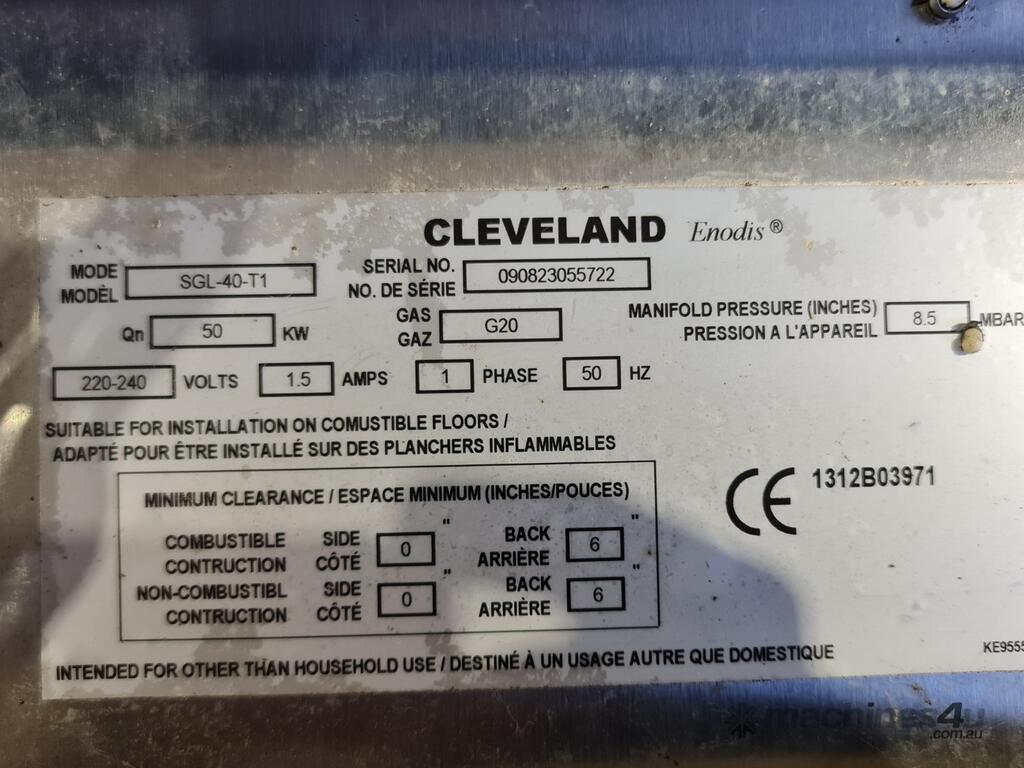 CLEVELAND Enodis®
MODE
MODÈL SGL-40-T1
SERIAL NO.
NO. DE SÉRIE 090823055722
Qn 50 KW
GAS
GAZ G20
MANIFOLD PRESSURE (INCHES)
PRESSION A L'APPAREIL 8.5 MBAR
220-240 VOLTS 1.5 AMPS 1 PHASE 50 HZ
SUITABLE FOR INSTALLATION ON COMUSTIBLE FLOORS /
ADAPTÉ POUR ÊTRE INSTALLÉ SUR DES PLANCHERS INFLAMMABLES
MINIMUM CLEARANCE / ESPACE MINIMUM (INCHES/POUCES)
COMBUSTIBLE
CONTRUCTION
SIDE
CÔTÉ 0 "
BACK
ARRIÈRE 6 "
NON-COMBUSTIBL
CONTRUCTION
SIDE
CÔTÉ 0 "
BACK
ARRIÈRE 6 "
CE 1312B03971
INTENDED FOR OTHER THAN HOUSEHOLD USE / DESTINÉ À UN USAGE AUTRE QUE DOMESTIQUE
KE9555
machines4u
.com.au